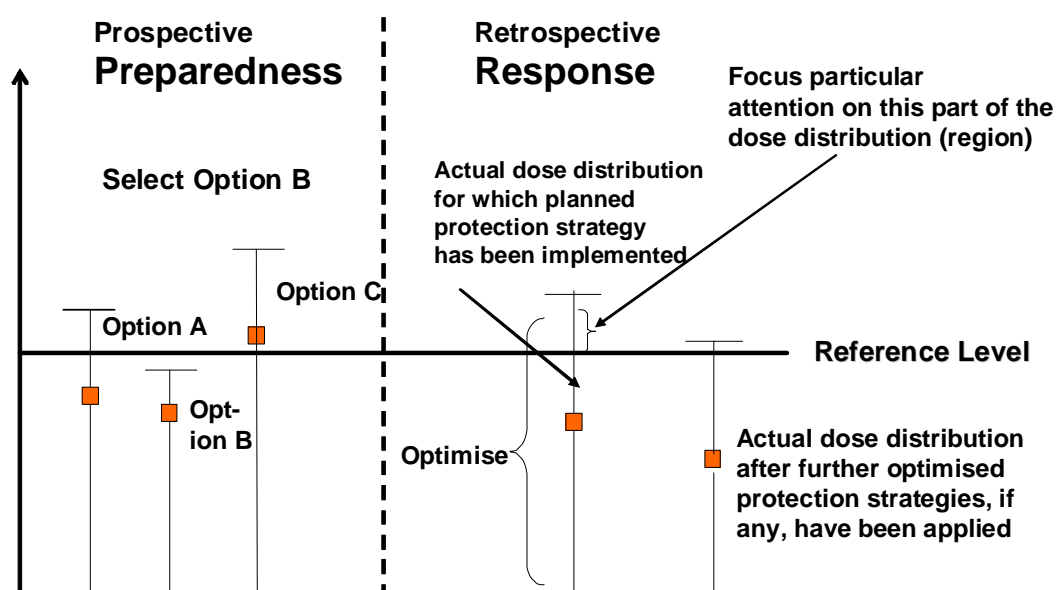 Prospective
Preparedness
Retrospective
Response
Focus particular
attention on this part of the
dose distribution (region)
Select Option B
Actual dose distribution
for which planned
protection strategy
has been implemented
Option C
Option A
Reference Level
Opt-
ion B
Optimise
Actual dose distribution
after further optimised
protection strategies, if
any, have been applied